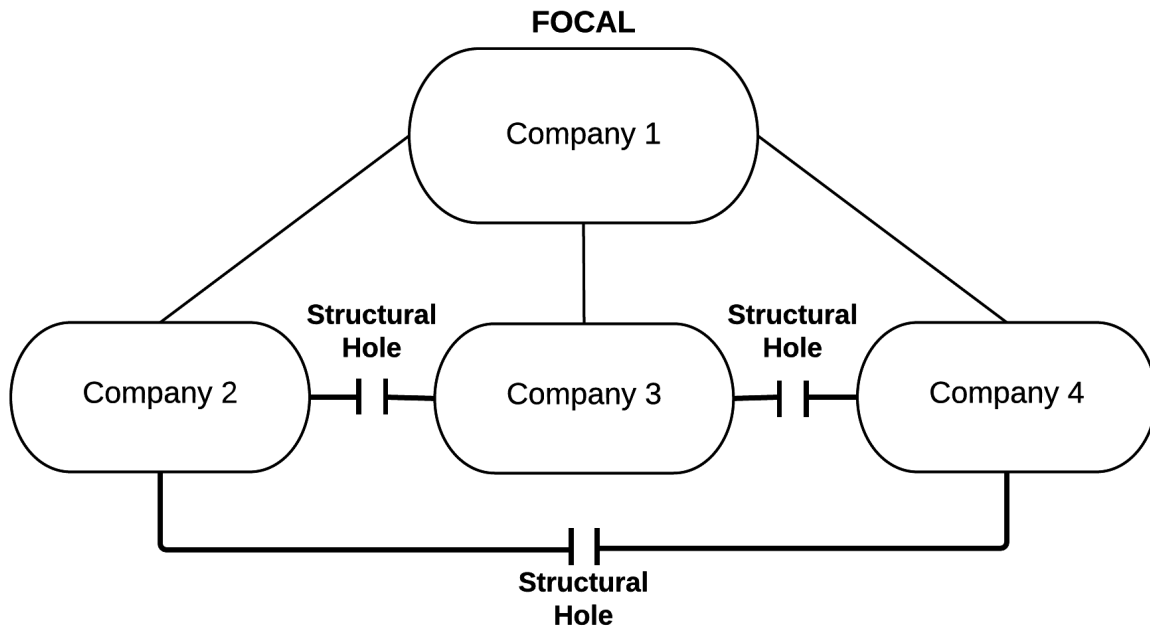 FOCAL
Company 1
Structural
Hole
Structural
Hole
Company 2
Company 3
Company 4
Structural
Hole